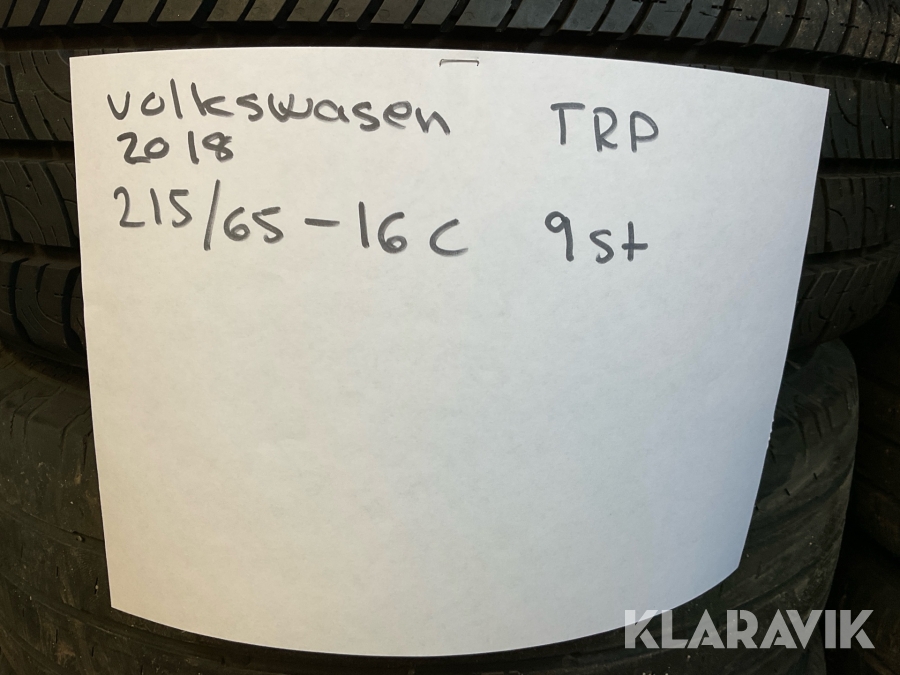 Volkswasen TRP
2018
215/65-16C 9st
KLARAVIK